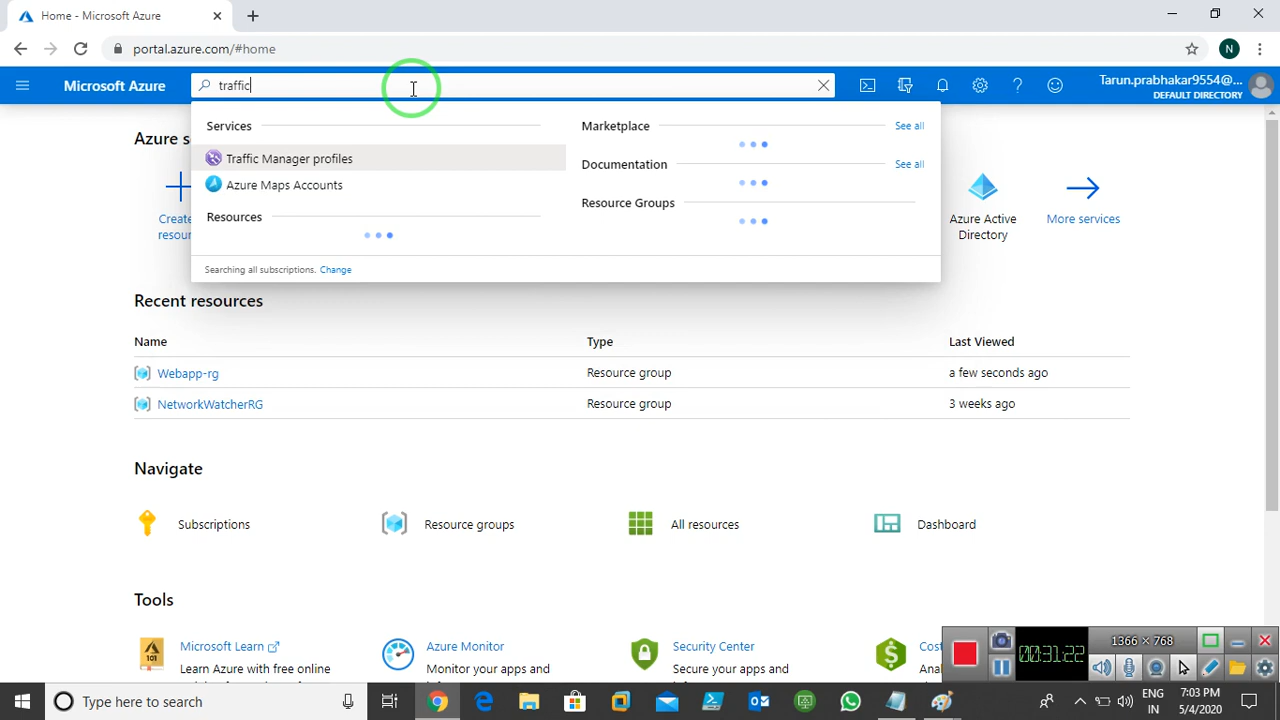 Home - Microsoft Azure
portal.azure.com/#home
N
Microsoft Azure
traffic
Tarun.prabhakar9554@...
DEFAULT DIRECTORY
Services
Traffic Manager profiles
Azure Maps Accounts
Resources
Marketplace
See all
Documentation
See all
Resource Groups
Searching all subscriptions. Change
Azure s
Create
resour
Azure Active
Directory
More services
Recent resources
Name
Type
Last Viewed
Webapp-rg
Resource group
a few seconds ago
NetworkWatcherRG
Resource group
3 weeks ago
Navigate
Subscriptions
Resource groups
All resources
Dashboard
Tools
Microsoft Learn
Learn Azure with free online
Azure Monitor
Monitor your apps and
Security Center
Secure your apps and
Cost
Anal
1366 × 768
00:31:22
Type here to search
ENG
IN
7:03 PM
5/4/2020